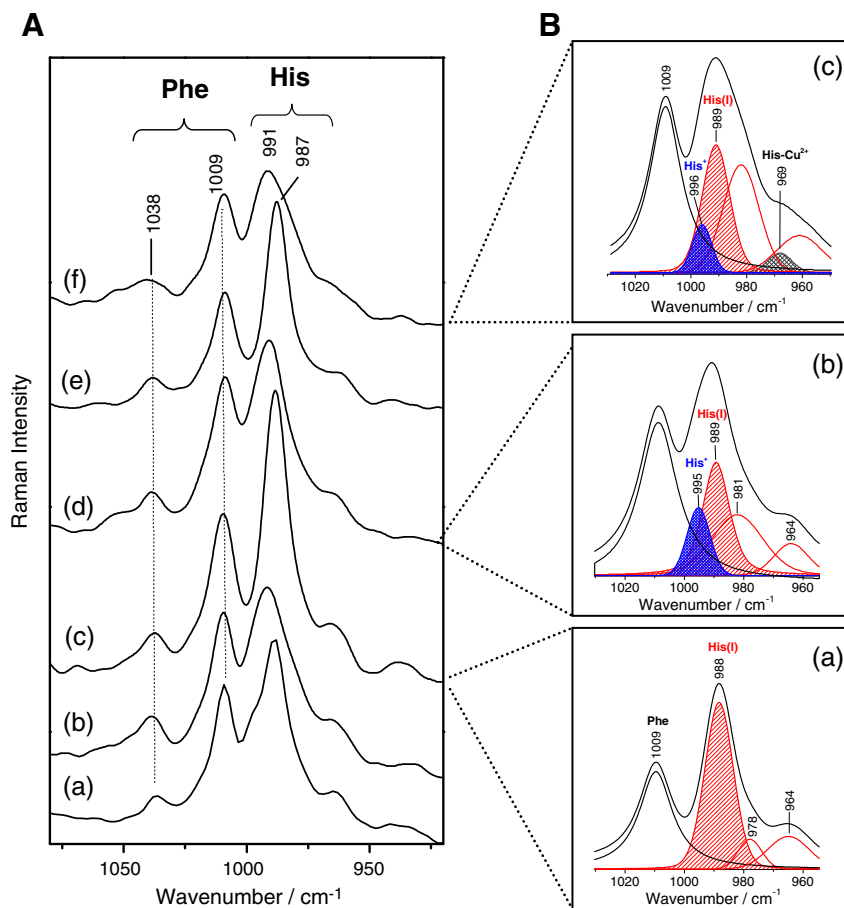 A
Phe
His
1038
1009
991
987
(f)
(e)
(d)
(c)
(b)
(a)
Raman Intensity
1050
1000
950
Wavenumber / cm⁻¹
B
(c)
1009
His(I)
989
His⁺
996
His-Cu²⁺
969
1020
1000
980
960
Wavenumber / cm⁻¹
(b)
His(I)
989
His⁺
995
981
964
1020
1000
980
960
Wavenumber / cm⁻¹
(a)
His(I)
988
Phe
1009
978
964
1020
1000
980
960
Wavenumber / cm⁻¹